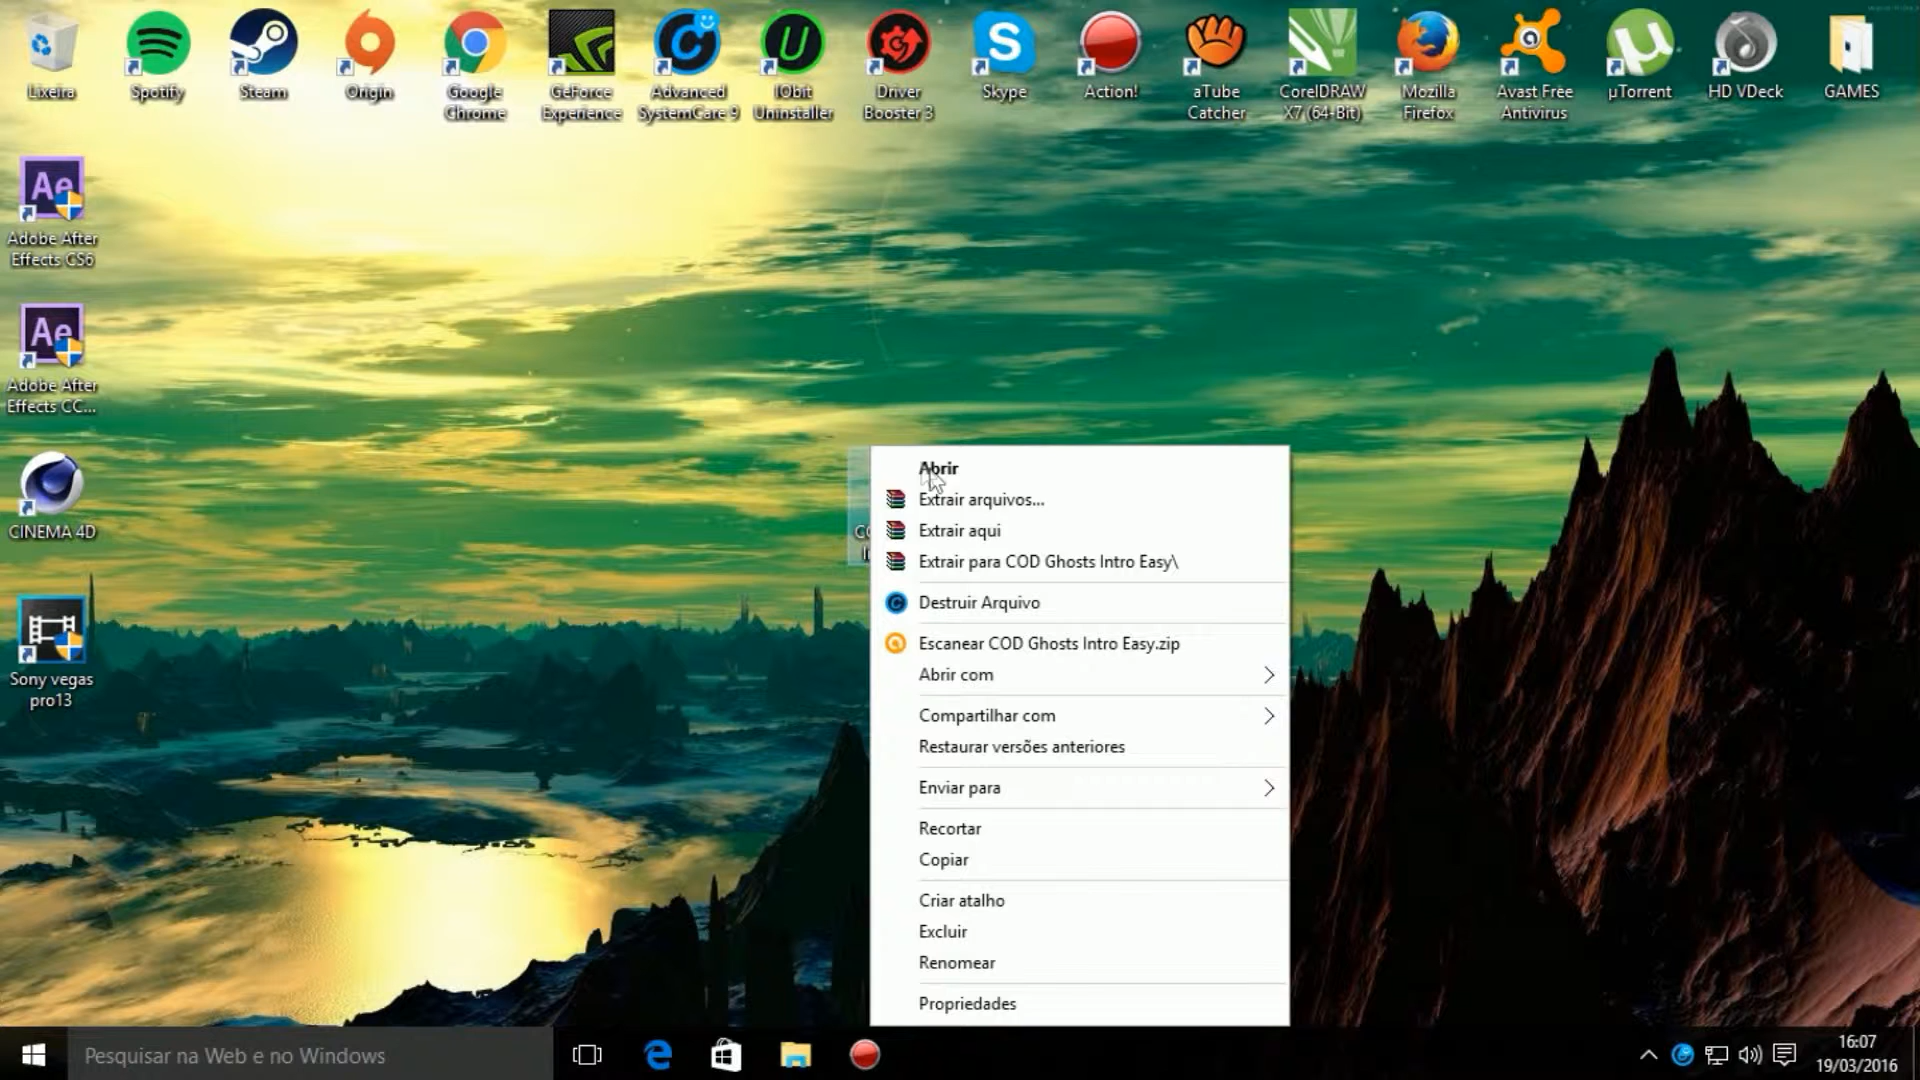 Lixeira
Spotify
Steam
Origin
Google
Chrome
GeForce
Experience
Advanced
SystemCare 9
IObit
Uninstaller
Driver
Booster 3
Skype
Action!
aTube
Catcher
CorelDRAW
X7 (64-Bit)
Mozilla
Firefox
Avast Free
Antivirus
µTorrent
HD VDeck
GAMES
Ae
Adobe After
Effects CS6
Ae
Adobe After
Effects CC...
CINEMA 4D
Sony vegas
pro13
Abrir
Extrair arquivos...
Extrair aqui
Extrair para COD Ghosts Intro Easy\
Destruir Arquivo
Escanear COD Ghosts Intro Easy.zip
Abrir com
Compartilhar com
Restaurar versões anteriores
Enviar para
Recortar
Copiar
Criar atalho
Excluir
Renomear
Propriedades
Pesquisar na Web e no Windows
16:07
19/03/2016